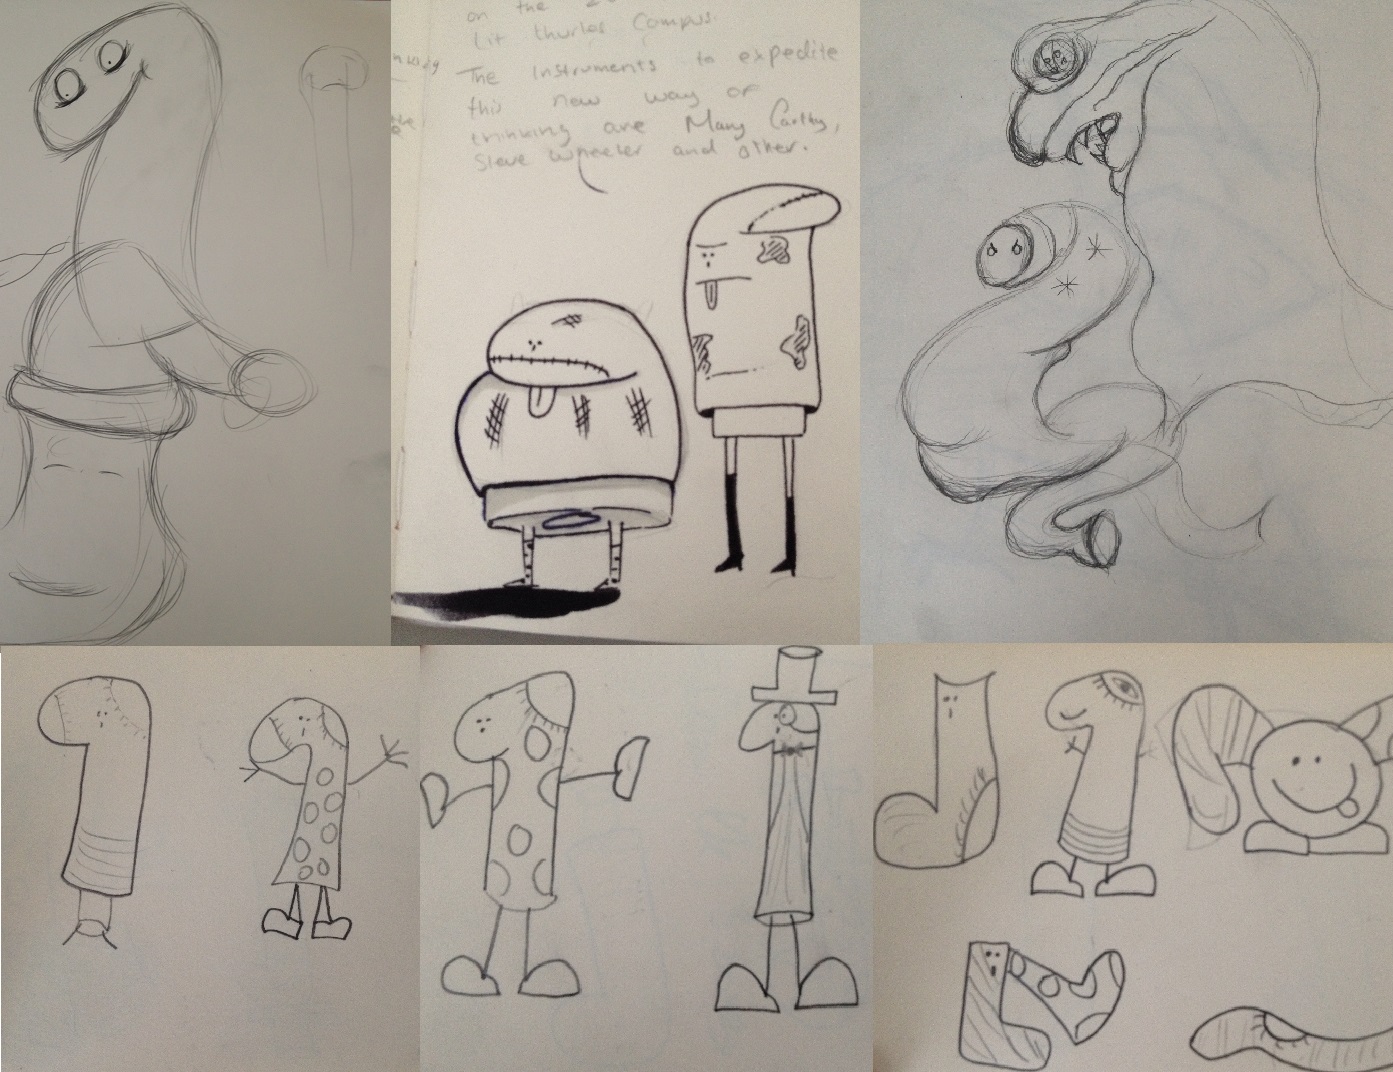 on the
Lit thurles Campus
The Instruments to expedite
this new way of
thinking are Mary Carthy,
Steve Wheeler and other.